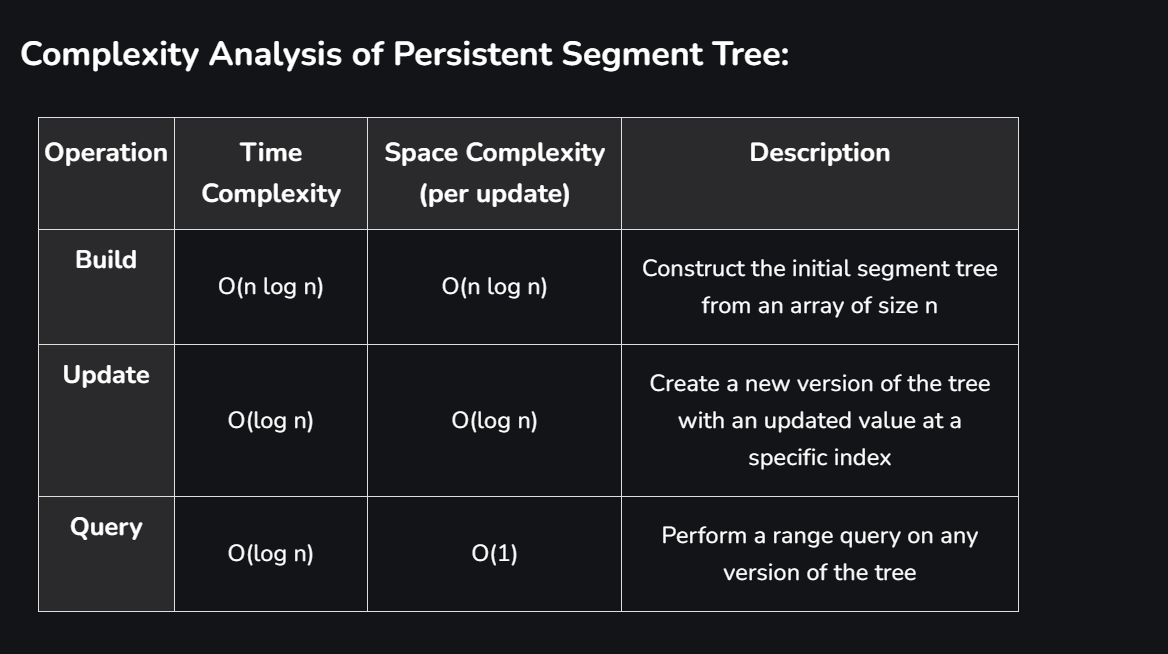 Complexity Analysis of Persistent Segment Tree:
Operation
Time
Complexity
Space Complexity
(per update)
Description
Build
O(n log n)
O(n log n)
Construct the initial segment tree
from an array of size n
Update
O(log n)
O(log n)
Create a new version of the tree
with an updated value at a
specific index
Query
O(log n)
O(1)
Perform a range query on any
version of the tree